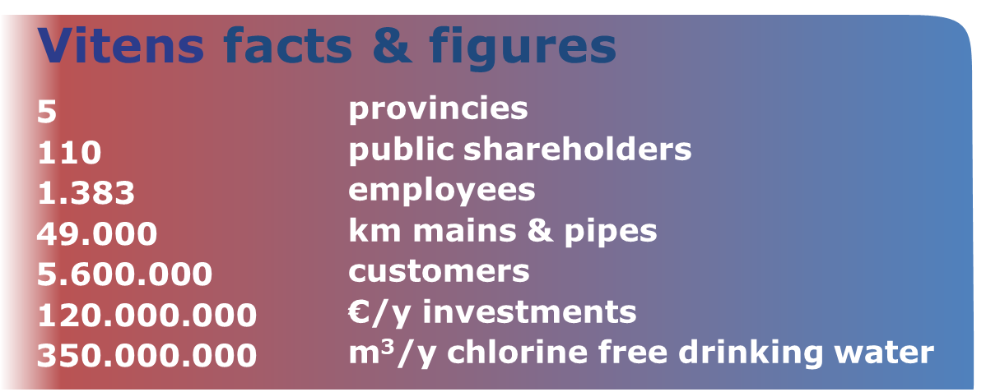 Vitens facts & figures
5 provincies
110 public shareholders
1.383 employees
49.000 km mains & pipes
5.600.000 customers
120.000.000 €/y investments
350.000.000 m³/y chlorine free drinking water